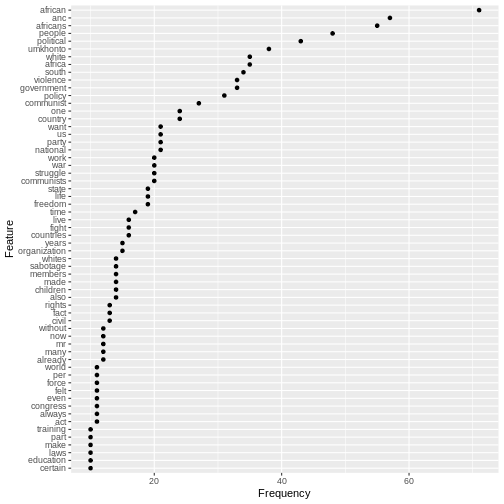 african
anc
africans
people
political
umkhonto
white
africa
south
violence
government
policy
communist
one
country
want
us
party
national
work
war
struggle
communists
state
life
freedom
time
live
fight
countries
years
organization
whites
sabotage
members
made
children
also
rights
fact
civil
without
now
mr
many
already
world
per
force
felt
even
congress
always
act
training
part
make
laws
education
certain
Feature
20 40 60
Frequency